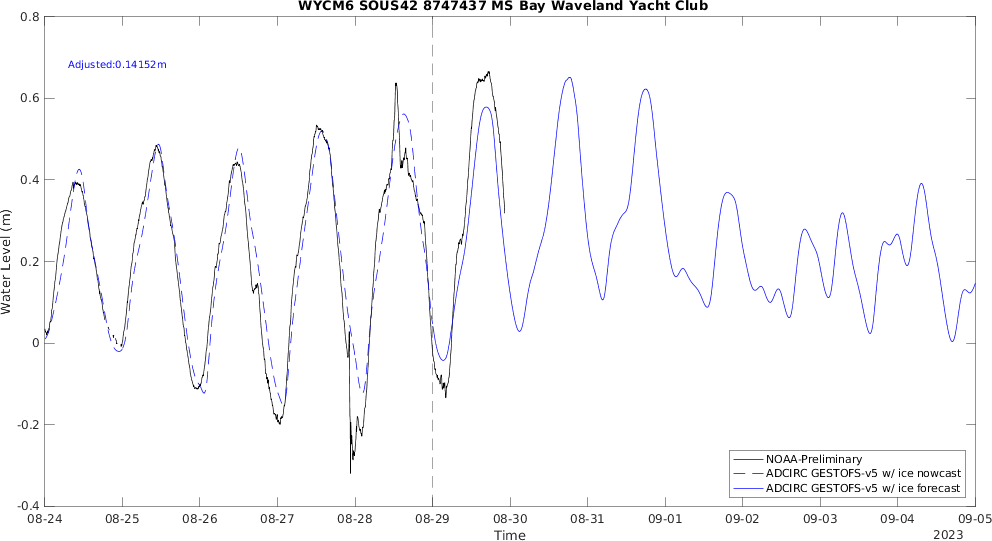 WYCM6 SOUS42 8747437 MS Bay Waveland Yacht Club
Adjusted:0.14152m
0.8
0.6
0.4
0.2
0
-0.2
-0.4
Water Level (m)
NOAA-Preliminary
ADCIRC GESTOFS-v5 w/ ice nowcast
ADCIRC GESTOFS-v5 w/ ice forecast
08-24 08-25 08-26 08-27 08-28 08-29 08-30 08-31 09-01 09-02 09-03 09-04 09-05
Time
2023